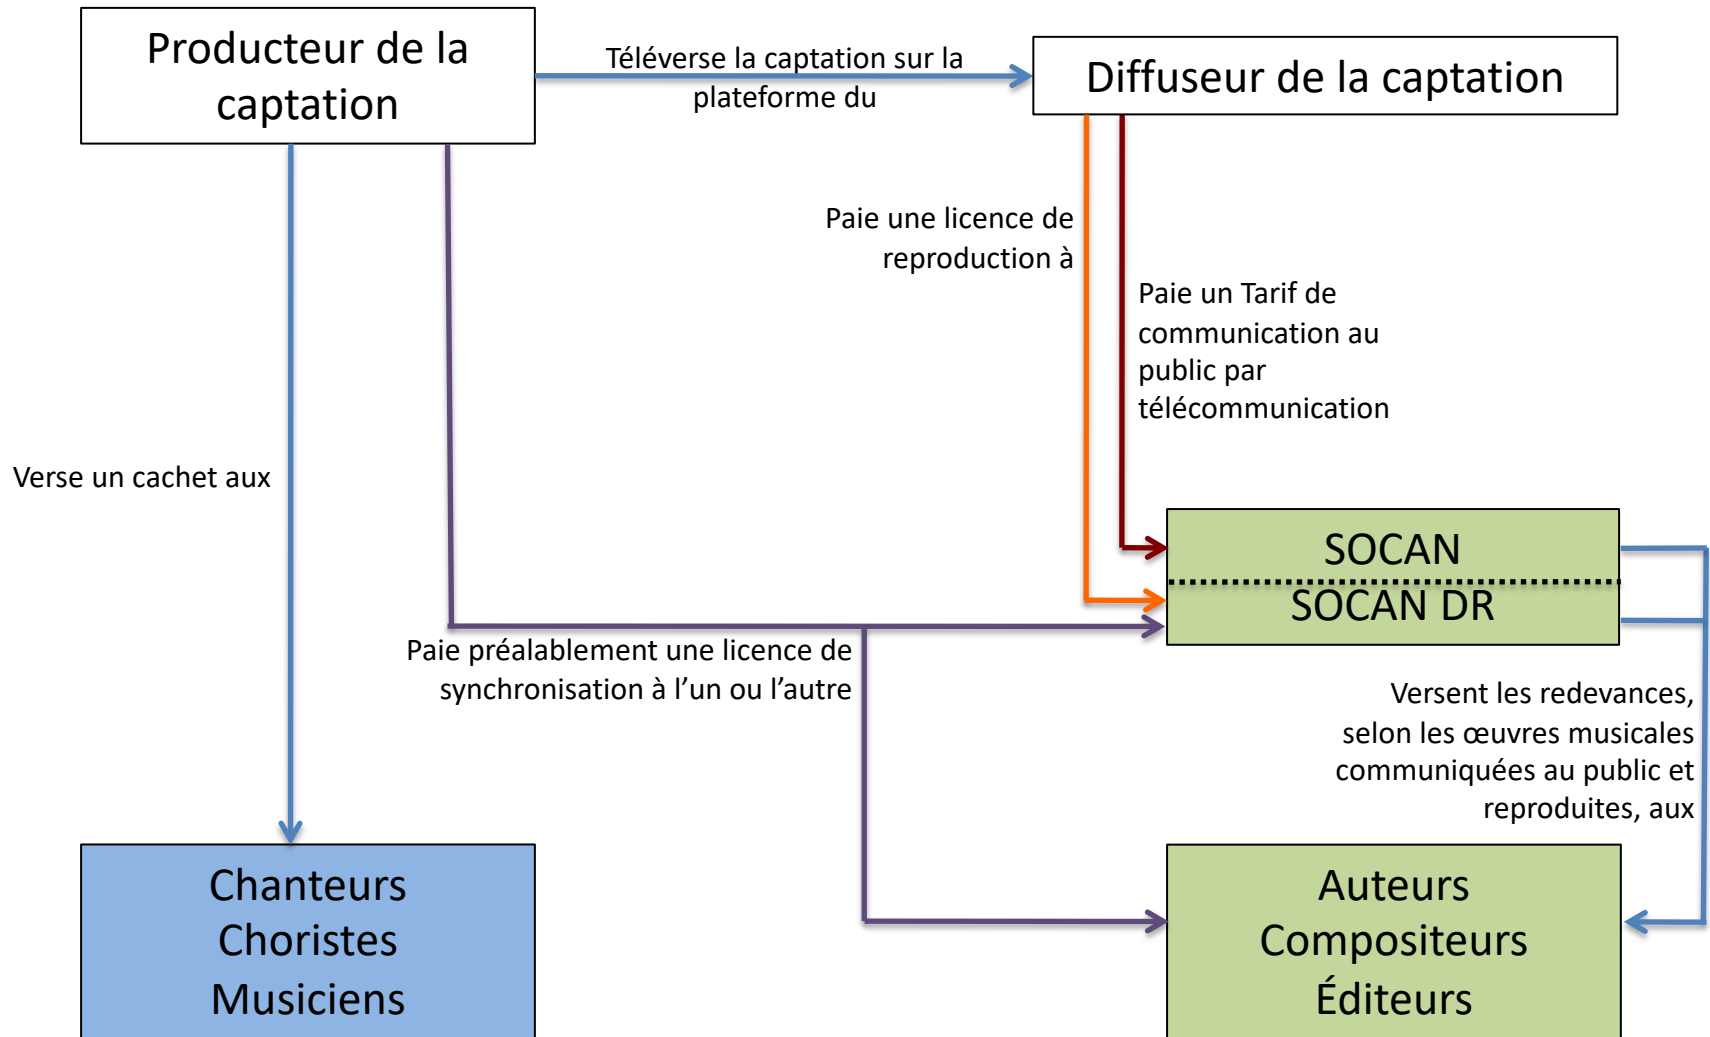 Producteur de la
captation
Téléverse la captation sur la
plateforme du
Diffuseur de la captation
Paie une licence de
reproduction à
Paie un Tarif de
communication au
public par
télécommunication
Verse un cachet aux
SOCAN
SOCAN DR
Paie préalablement une licence de
synchronisation à l’un ou l’autre
Versent les redevances,
selon les œuvres musicales
communiquées au public et
reproduites, aux
Chanteurs
Choristes
Musiciens
Auteurs
Compositeurs
Éditeurs